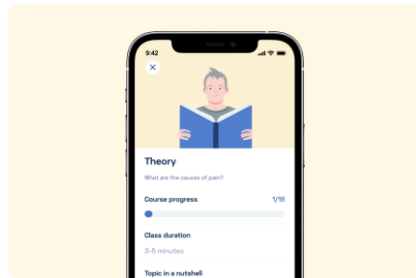 9:42
Theory
What are the causes of pain?
Course progress 1/18
Class duration
3-5 minutes
Topic in a nutshell